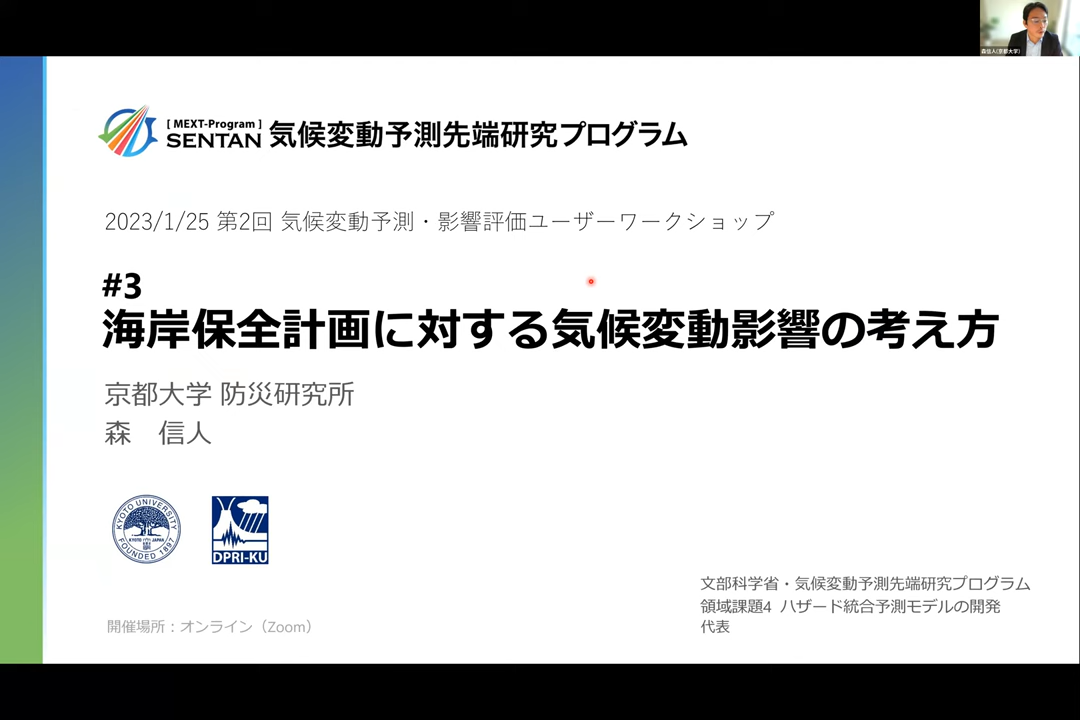 森信人(京都大学)
[ MEXT-Program ]
SENTAN 気候変動予測先端研究プログラム
2023/1/25 第2回 気候変動予測・影響評価ユーザーワークショップ
#3
海岸保全計画に対する気候変動影響の考え方
京都大学 防災研究所
森　信人
KYOTO UNIVERSITY
KYOTO JAPAN
FOUNDED 1897
DPRI-KU
文部科学省・気候変動予測先端研究プログラム
領域課題4 ハザード統合予測モデルの開発
代表
開催場所：オンライン（Zoom）